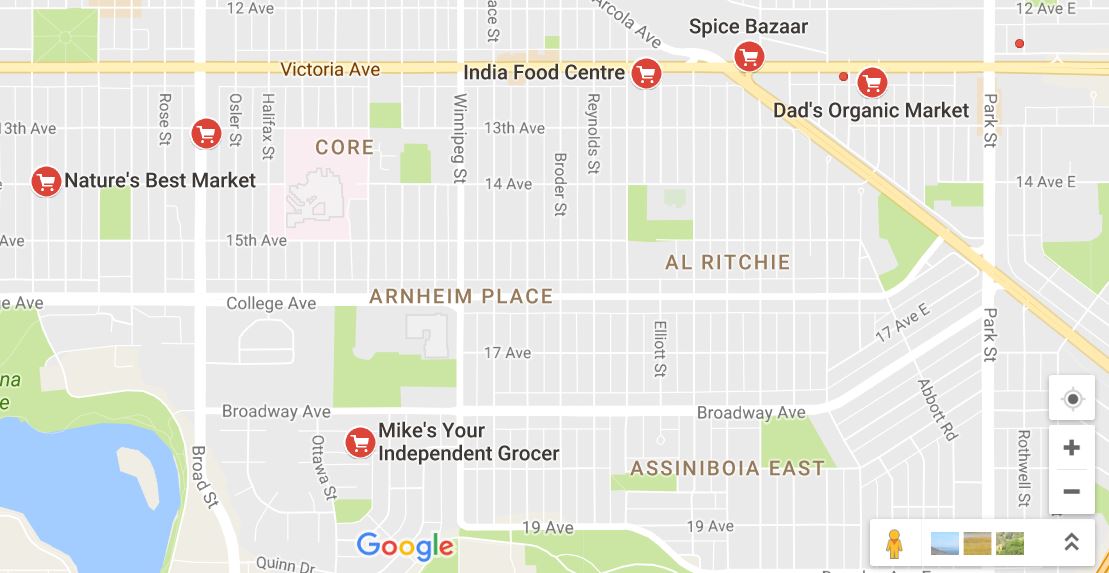 12 Ave
ace St
Arcola Ave
Spice Bazaar
12 Ave E
Victoria Ave
India Food Centre
Dad's Organic Market
Rose St
Osler St
Halifax St
Winnipeg St
Reynolds St
Park St
13th Ave
CORE
13th Ave
Nature's Best Market
14 Ave
Broder St
14 Ave E
Ave
15th Ave
AL RITCHIE
ARNHEIM PLACE
e Ave
College Ave
17 Ave E
Park St
17 Ave
Elliott St
na
e
Abbott Rd
Broadway Ave
Broadway Ave
Mike's Your
Independent Grocer
Ottawa St
Broad St
ASSINIBOIA EAST
Rothwell St
19 Ave
19 Ave
Google
Quinn Dr